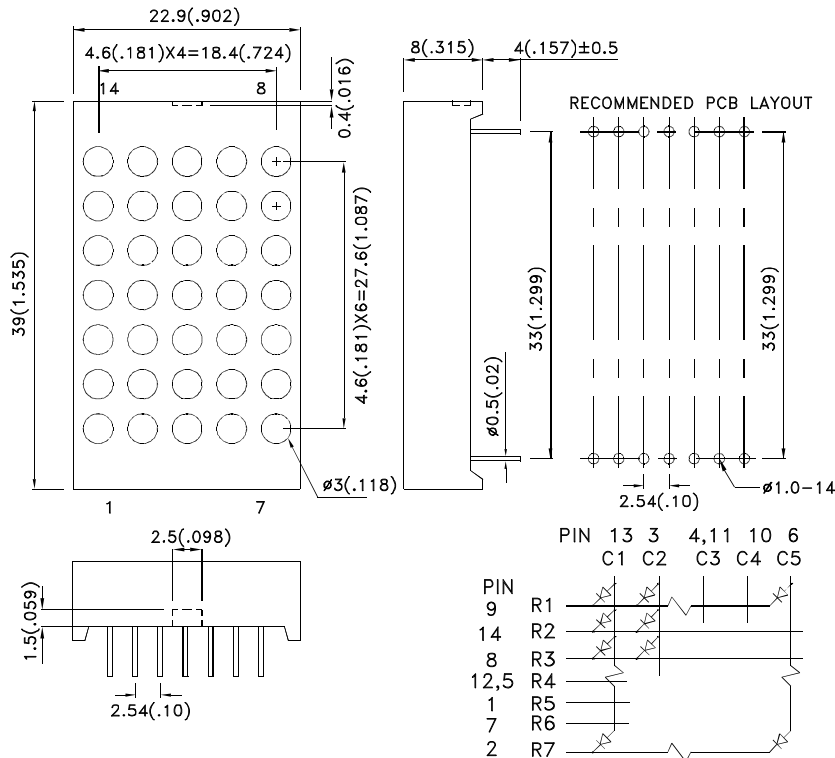 22.9(.902)
4.6(.181)X4=18.4(.724)
14 8
0.4(.016)
39(1.535)
4.6(.181)X6=27.6(1.087)
ø3(.118)
1 7
8(.315) 4(.157)±0.5
33(1.299)
ø0.5(.02)
RECOMMENDED PCB LAYOUT
33(1.299)
2.54(.10)
ø1.0-14
2.5(.098)
1.5(.059)
2.54(.10)
PIN 13 3 4,11 10 6
C1 C2 C3 C4 C5
PIN
9 R1
14 R2
8 R3
12,5 R4
1 R5
7 R6
2 R7